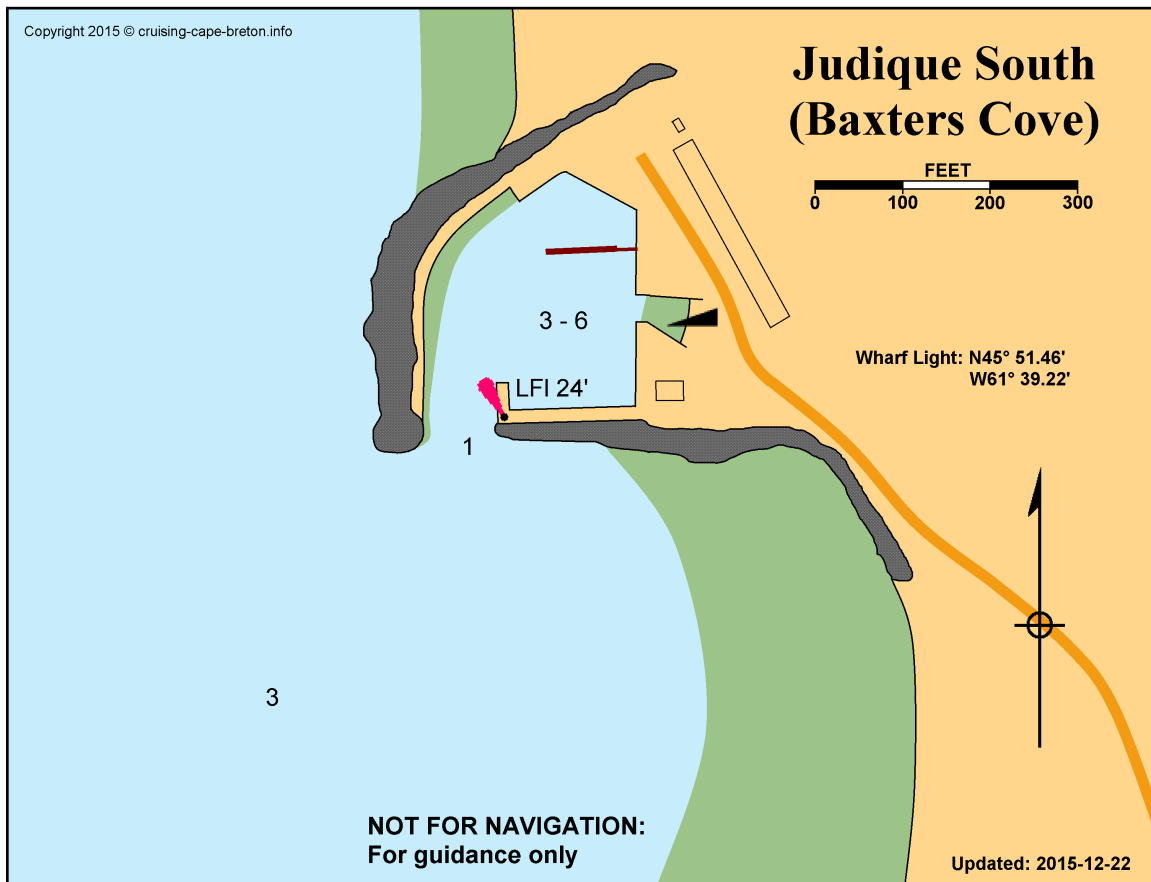 Copyright 2015 © cruising-cape-breton.info
Judique South
(Baxters Cove)
FEET
0 100 200 300
3 - 6
Wharf Light: N45° 51.46'
W61° 39.22'
LFI 24'
1
3
NOT FOR NAVIGATION:
For guidance only
Updated: 2015-12-22